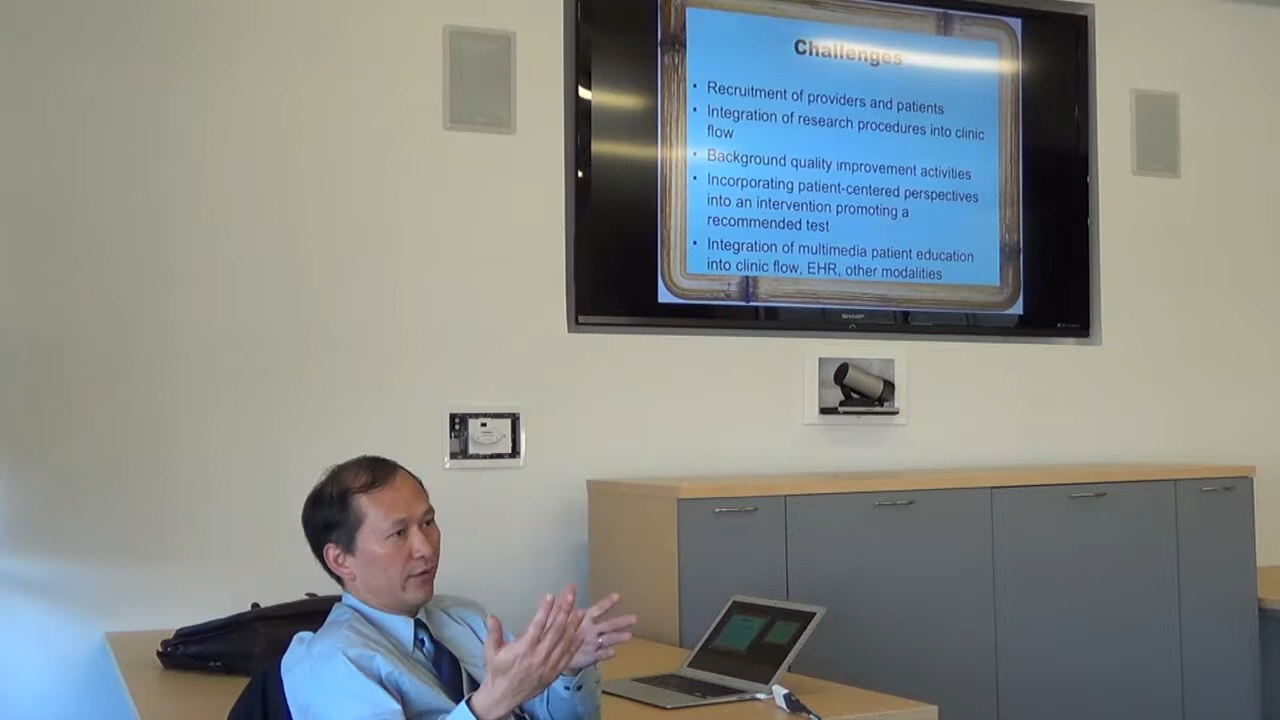 Challenges
• Recruitment of providers and patients
• Integration of research procedures into clinic
flow
• Background quality improvement activities
• Incorporating patient-centered perspectives
into an intervention promoting a
recommended test
• Integration of multimedia patient education
into clinic flow, EHR, other modalities
SHARP